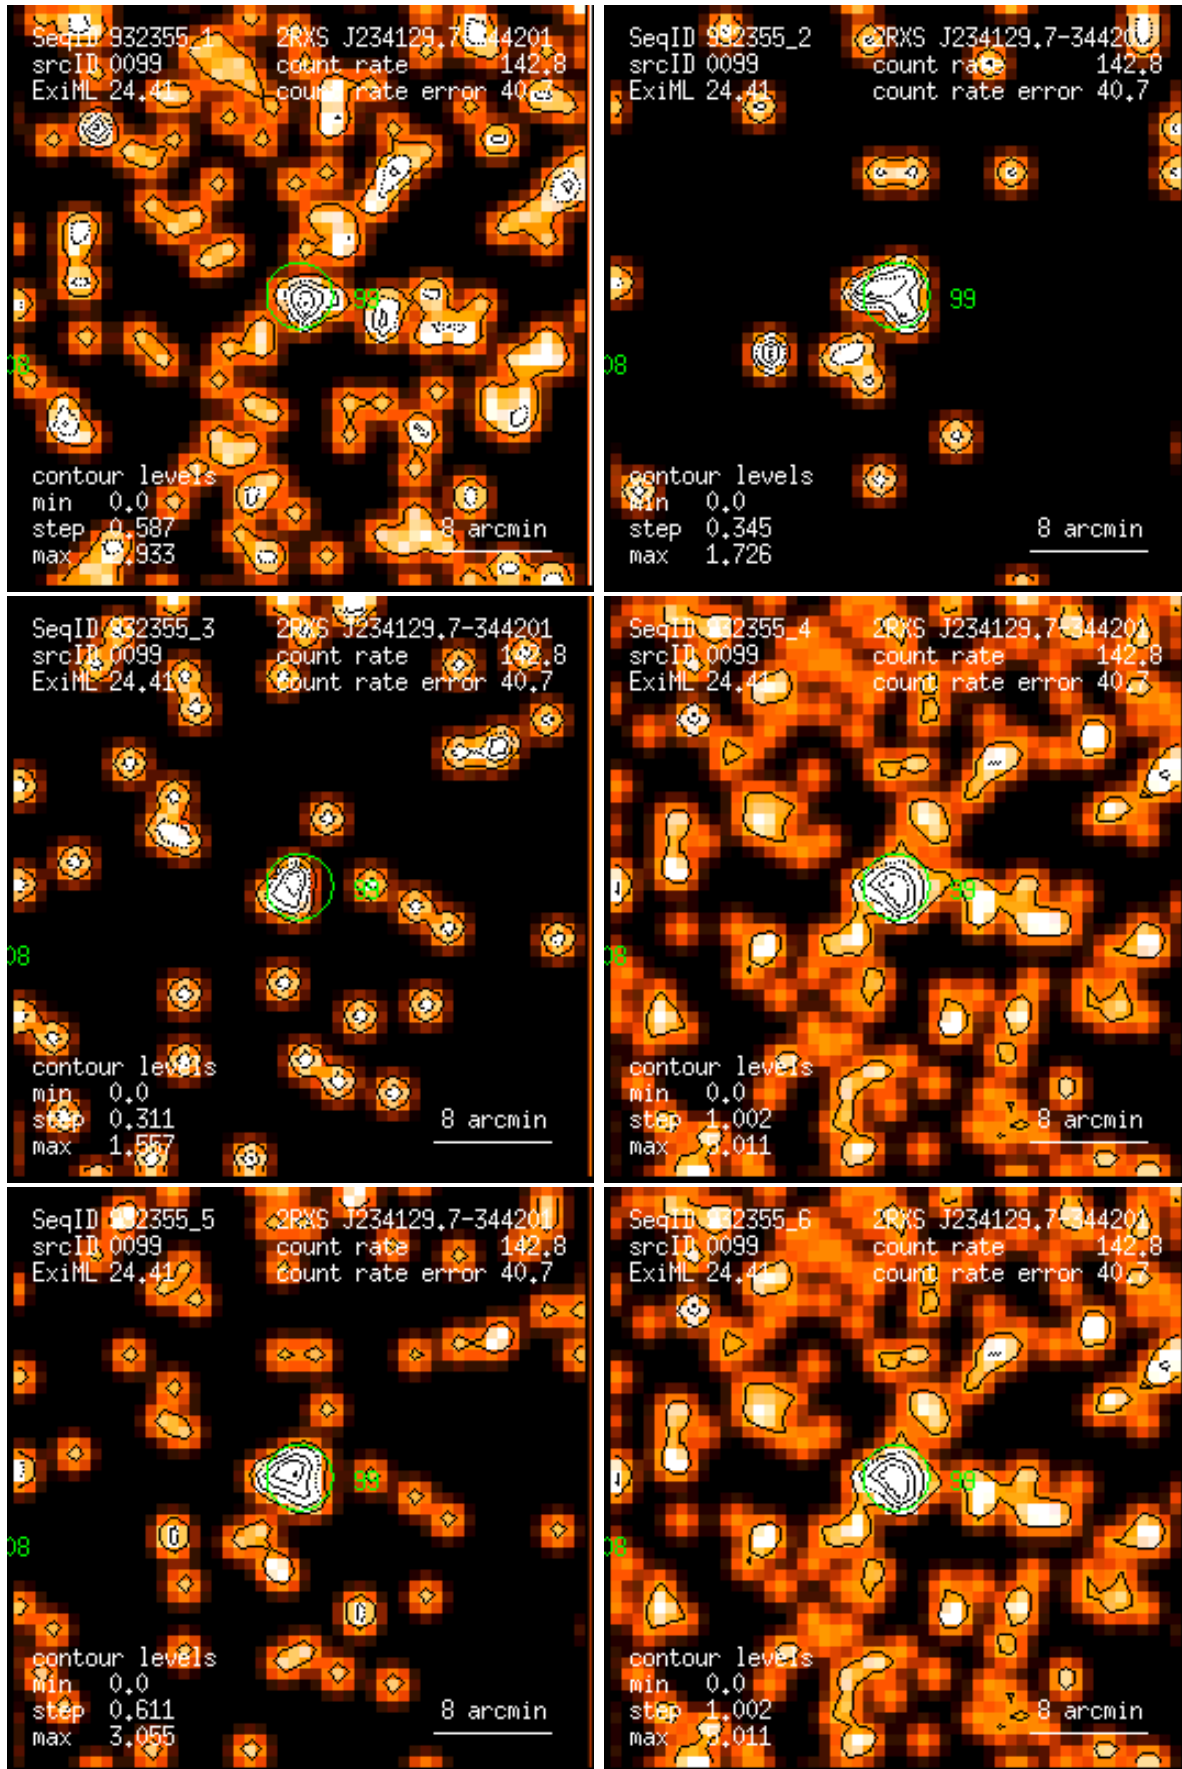 SeqID 932355_1 2RXS J234129.7-344201
srcID 0099 count rate 142.8
ExiML 24.41 count rate error 40.7
99
08
contour levels
min 0.0
step 0.587
max .933
8 arcmin
SeqID 932355_2 2RXS J234129.7-344201
srcID 0099 count rate 142.8
ExiML 24.41 count rate error 40.7
99
08
contour levels
min 0.0
step 0.345
max 1.726
8 arcmin
SeqID 932355_3 2RXS J234129.7-344201
srcID 0099 count rate 142.8
ExiML 24.41 count rate error 40.7
99
08
contour levels
min 0.0
step 0.311
max 1.557
8 arcmin
SeqID 932355_4 2RXS J234129.7-344201
srcID 0099 count rate 142.8
ExiML 24.41 count rate error 40.7
99
08
contour levels
min 0.0
step 1.002
max 5.011
8 arcmin
SeqID 932355_5 2RXS J234129.7-344201
srcID 0099 count rate 142.8
ExiML 24.41 count rate error 40.7
99
08
contour levels
min 0.0
step 0.611
max 3.055
8 arcmin
SeqID 932355_6 2RXS J234129.7-344201
srcID 0099 count rate 142.8
ExiML 24.41 count rate error 40.7
99
08
contour levels
min 0.0
step 1.002
max 5.011
8 arcmin